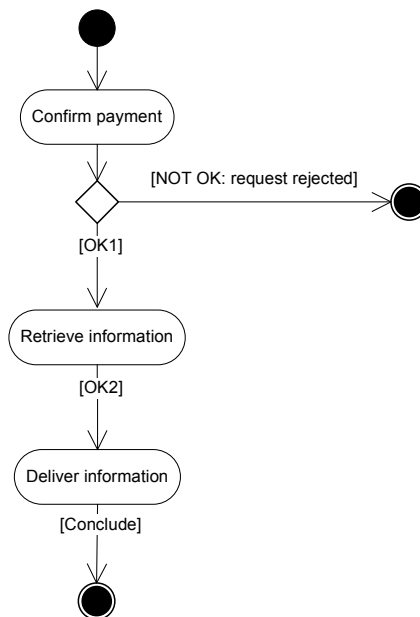 Confirm payment
[NOT OK: request rejected]
[OK1]
Retrieve information
[OK2]
Deliver information
[Conclude]